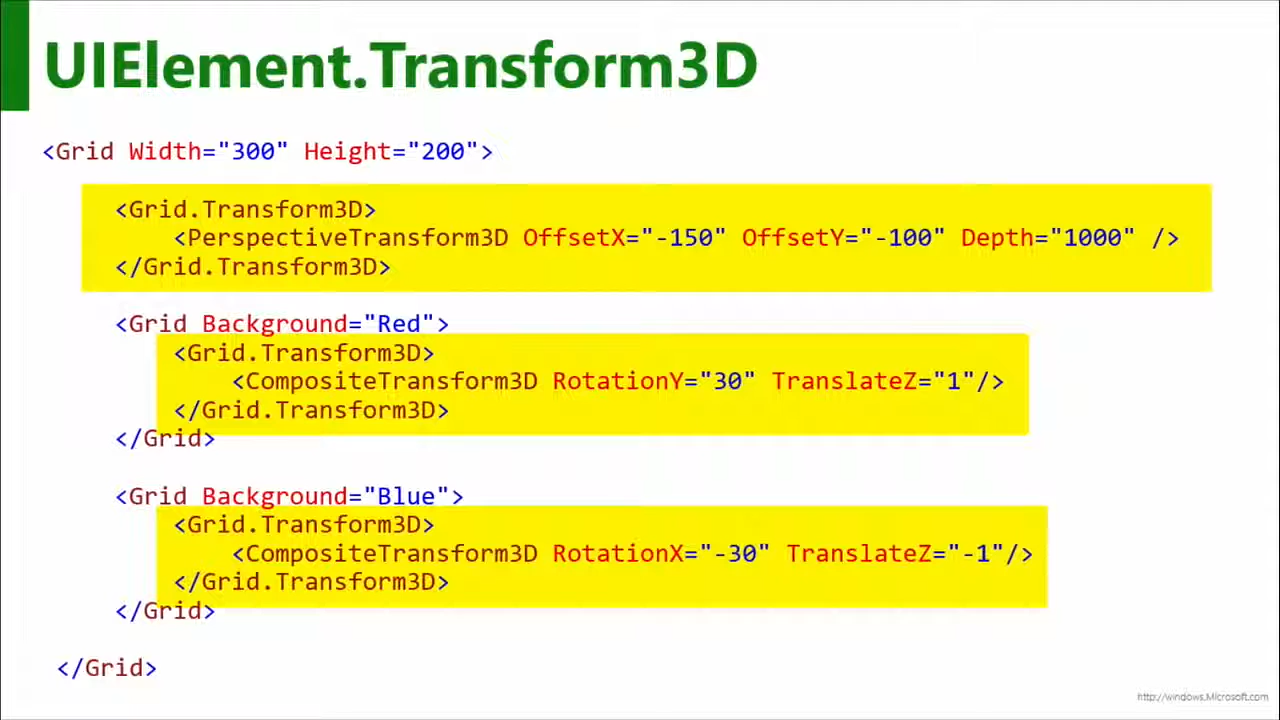 UIElement.Transform3D
<Grid Width="300" Height="200">
<Grid.Transform3D>
<PerspectiveTransform3D OffsetX="-150" OffsetY="-100" Depth="1000" />
</Grid.Transform3D>
<Grid Background="Red">
<Grid.Transform3D>
<CompositeTransform3D RotationY="30" TranslateZ="1"/>
</Grid.Transform3D>
</Grid>
<Grid Background="Blue">
<Grid.Transform3D>
<CompositeTransform3D RotationX="-30" TranslateZ="-1"/>
</Grid.Transform3D>
</Grid>
</Grid>
http://windows.Microsoft.com